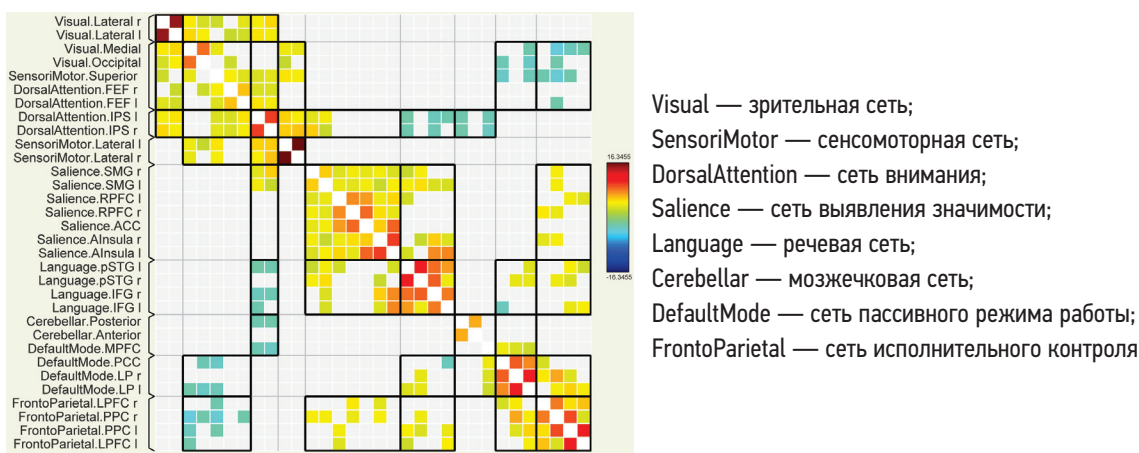 Visual.Lateral r
Visual.Lateral l
Visual.Medial
Visual.Occipital
SensoriMotor.Superior
DorsalAttention.FEF r
DorsalAttention.FEF l
DorsalAttention.IPS l
DorsalAttention.IPS r
SensoriMotor.Lateral l
SensoriMotor.Lateral r
Salience.SMG r
Salience.SMG l
Salience.RPFC l
Salience.RPFC r
Salience.ACC
Salience.AInsula r
Salience.AInsula l
Language.pSTG l
Language.pSTG r
Language.IFG r
Language.IFG l
Cerebellar.Posterior
Cerebellar.Anterior
DefaultMode.MPFC
DefaultMode.PCC
DefaultMode.LP r
DefaultMode.LP l
FrontoParietal.LPFC r
FrontoParietal.PPC r
FrontoParietal.PPC l
FrontoParietal.LPFC l
16.3455
-16.3455
Visual — зрительная сеть;
SensoriMotor — сенсомоторная сеть;
DorsalAttention — сеть внимания;
Salience — сеть выявления значимости;
Language — речевая сеть;
Cerebellar — мозжечковая сеть;
DefaultMode — сеть пассивного режима работы;
FrontoParietal — сеть исполнительного контроля